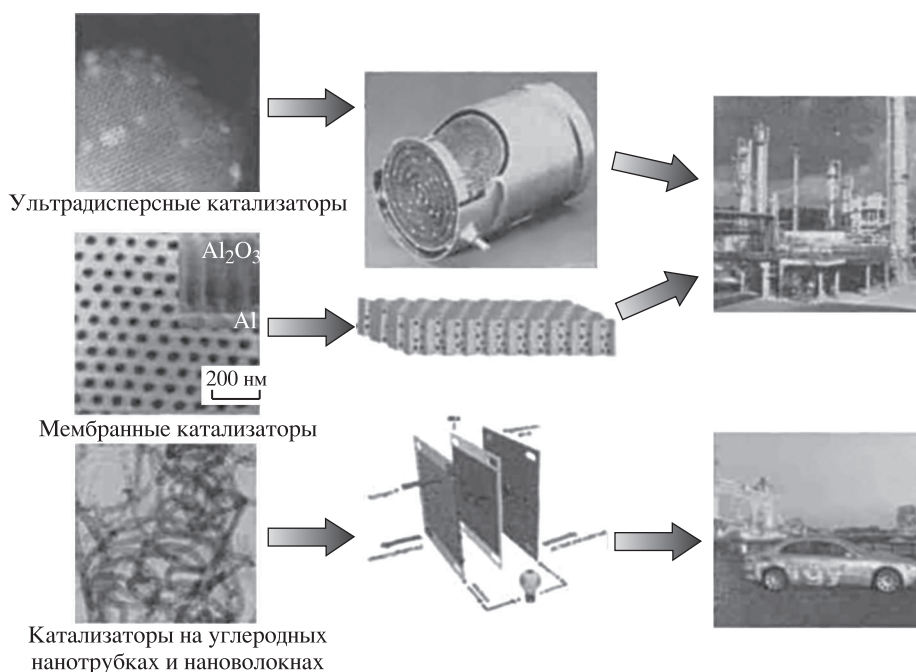 Ультрадисперсные катализаторы
Al₂O₃
Al
200 нм
Мембранные катализаторы
Катализаторы на углеродных
нанотрубках и нановолокнах